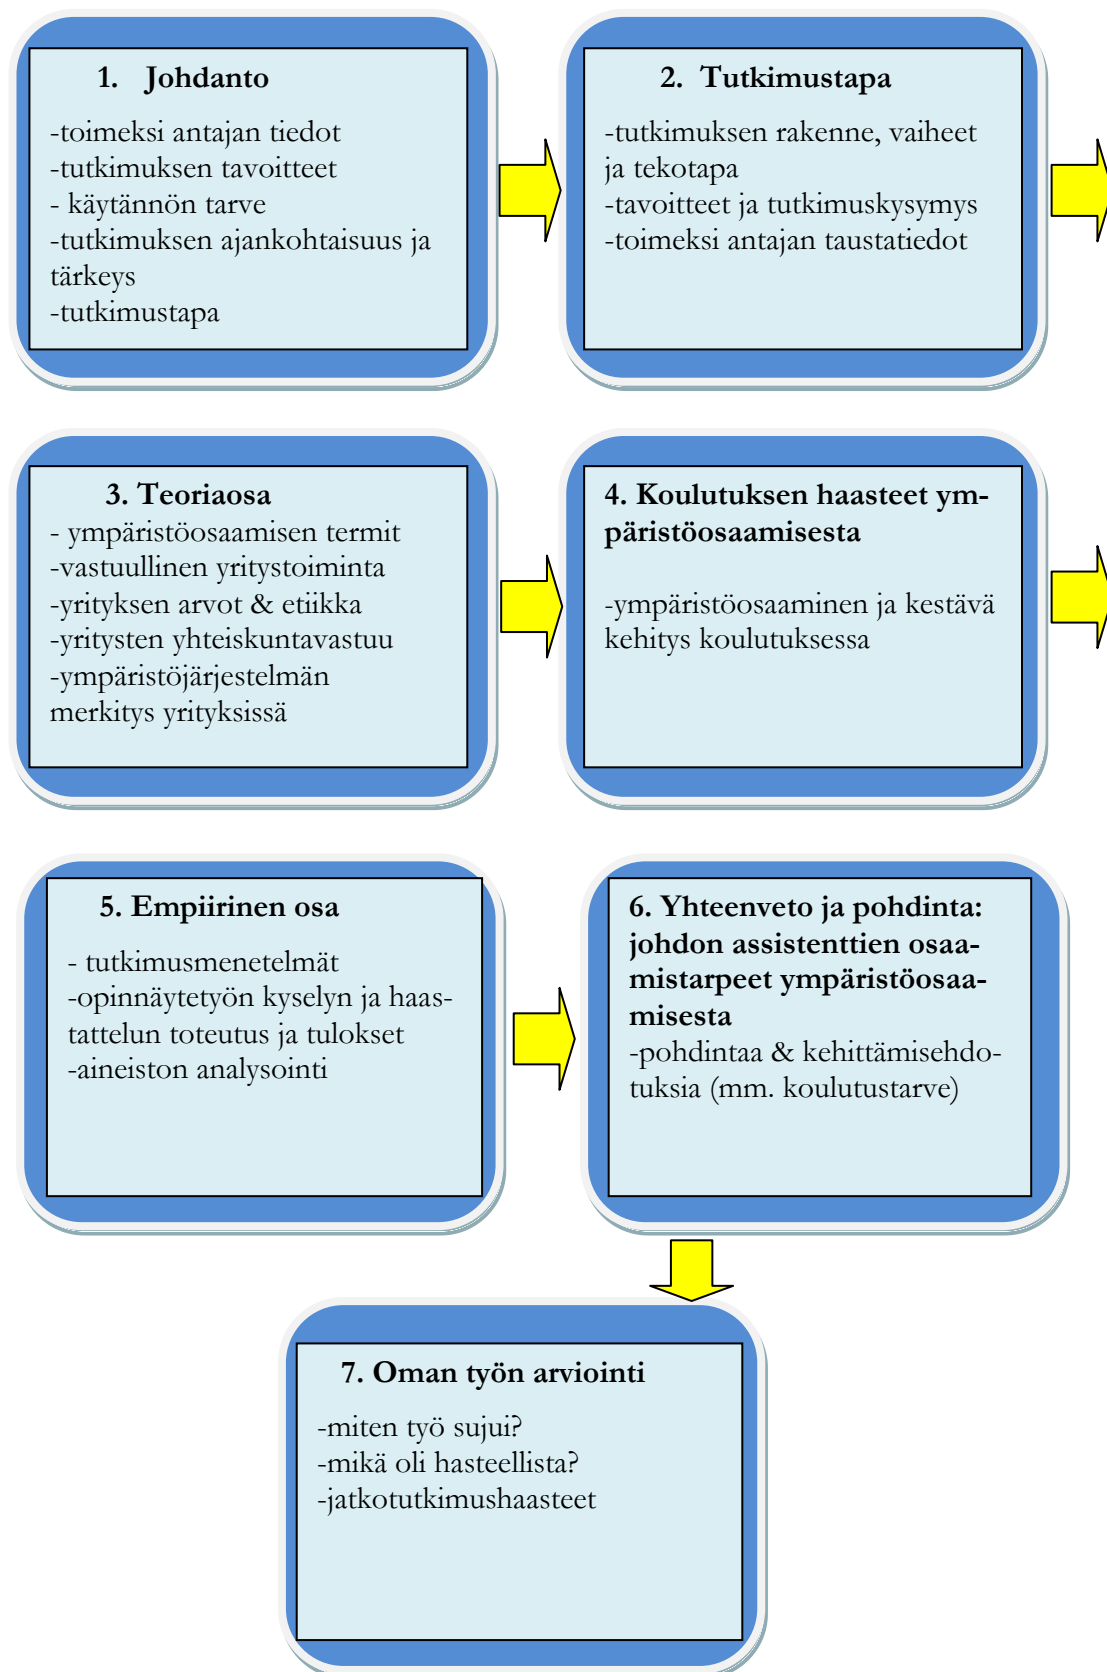 1. Johdanto
-toimeksi antajan tiedot
-tutkimuksen tavoitteet
- käytännön tarve
-tutkimuksen ajankohtaisuus ja
tärkeys
-tutkimustapa
2. Tutkimustapa
-tutkimuksen rakenne, vaiheet
ja tekotapa
-tavoitteet ja tutkimuskysymys
-toimeksi antajan taustatiedot
3. Teoriaosa
- ympäristöosaamisen termit
-vastuullinen yritystoiminta
-yrityksen arvot & etiikka
-yritysten yhteiskuntavastuu
-ympäristöjärjestelmän
merkitys yrityksissä
4. Koulutuksen haasteet ym-
päristöosaamisesta
-ympäristöosaaminen ja kestävä
kehitys koulutuksessa
5. Empiirinen osa
- tutkimusmenetelmät
-opinnäytetyön kyselyn ja haas-
tattelun toteutus ja tulokset
-aineiston analysointi
6. Yhteenveto ja pohdinta:
johdon assistenttien osaa-
mistarpeet ympäristöosaa-
misesta
-pohdintaa & kehittämisehdo-
tuksia (mm. koulutustarve)
7. Oman työn arviointi
-miten työ sujui?
-mikä oli hasteellista?
-jatkotutkimushaasteet